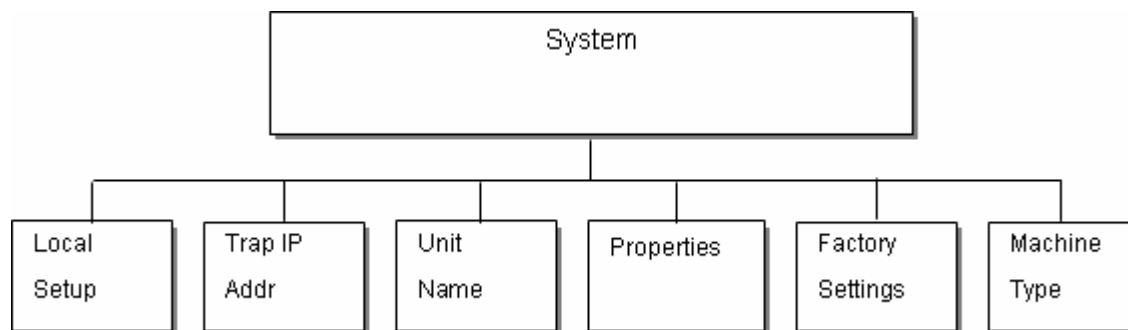 System
Local
Setup
Trap IP
Addr
Unit
Name
Properties
Factory
Settings
Machine
Type